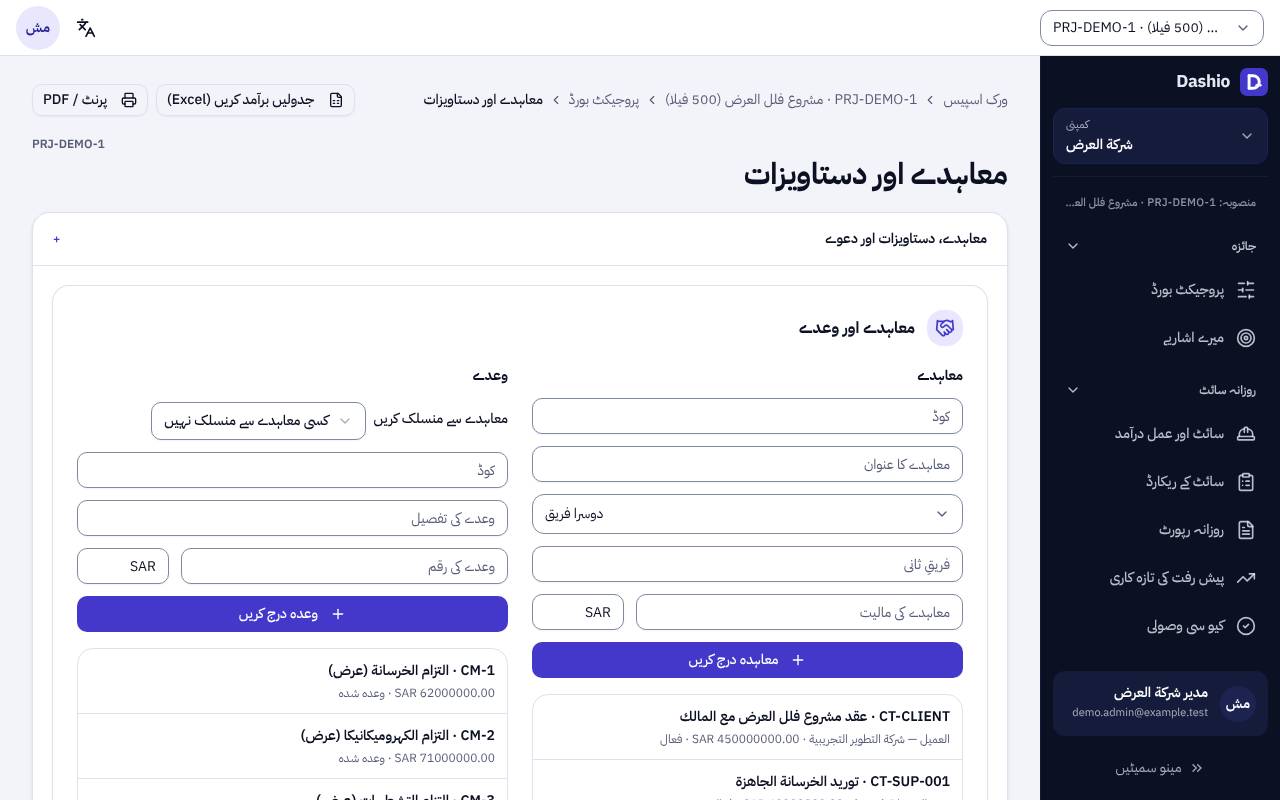 PRJ-DEMO-1 · مشروع فلل العرض (500 فيلا) ...
مش
Dashio
کمپنی
شركة العرض
منصوبہ: PRJ-DEMO-1 · مشروع فلل العـ...
جائزہ
پروجیکٹ بورڈ
میرے اشاریے
روزانہ سائٹ
سائٹ اور عمل درآمد
سائٹ کے ریکارڈ
روزانہ رپورٹ
پیش رفت کی تازہ کاری
کیو سی وصولی
مش
مدير شركة العرض
demo.admin@example.test
مینو سمیٹیں
ورک اسپیس › PRJ-DEMO-1 · مشروع فلل العرض (500 فيلا) › پروجیکٹ بورڈ › معاہدے اور دستاویزات
جدولیں برآمد کریں (Excel)
پرنٹ / PDF
PRJ-DEMO-1
معاہدے اور دستاویزات
معاہدے، دستاویزات اور دعوے
+
معاہدے اور وعدے
معاہدے
کوڈ
معاہدے کا عنوان
دوسرا فریق
فریقِ ثانی
معاہدے کی مالیت
SAR
+ معاہدہ درج کریں
CT-CLIENT · عقد مشروع فلل العرض مع المالك
العميل — شركة التطوير التجريبية · SAR 450000000.00 · فعال
CT-SUP-001 · توريد الخرسانة الجاهزة
وعدے
معاہدے سے منسلک کریں
کسی معاہدے سے منسلک نہیں
کوڈ
وعدے کی تفصیل
وعدے کی رقم
SAR
+ وعدہ درج کریں
CM-1 · التزام الخرسانة (عرض)
SAR 62000000.00 · وعدہ شدہ
CM-2 · التزام الكهروميكانيكا (عرض)
SAR 71000000.00 · وعدہ شدہ